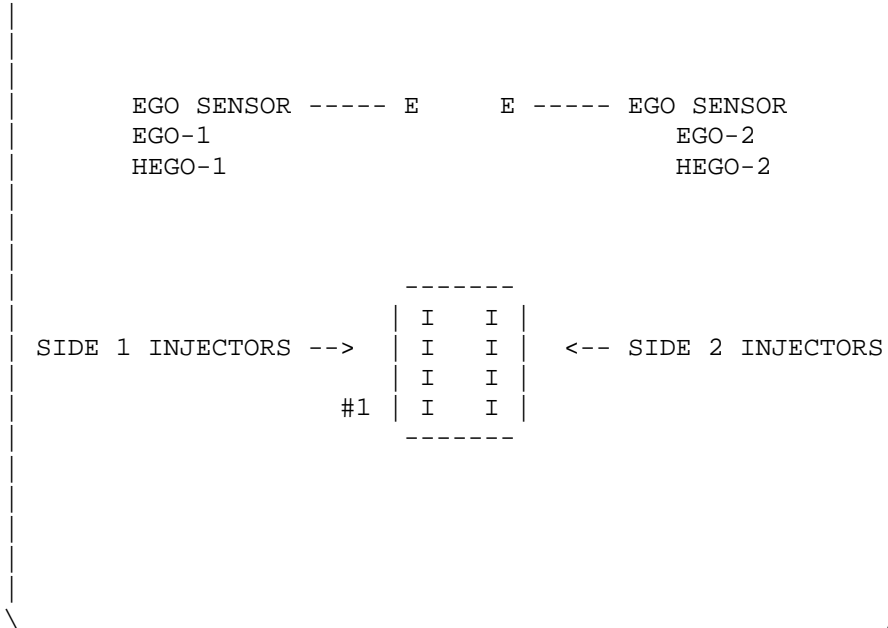 EGO SENSOR ----- E E ----- EGO SENSOR
EGO-1 EGO-2
HEGO-1 HEGO-2
-------
| I I |
SIDE 1 INJECTORS --> | I I | <-- SIDE 2 INJECTORS
| I I |
#1 | I I |
-------